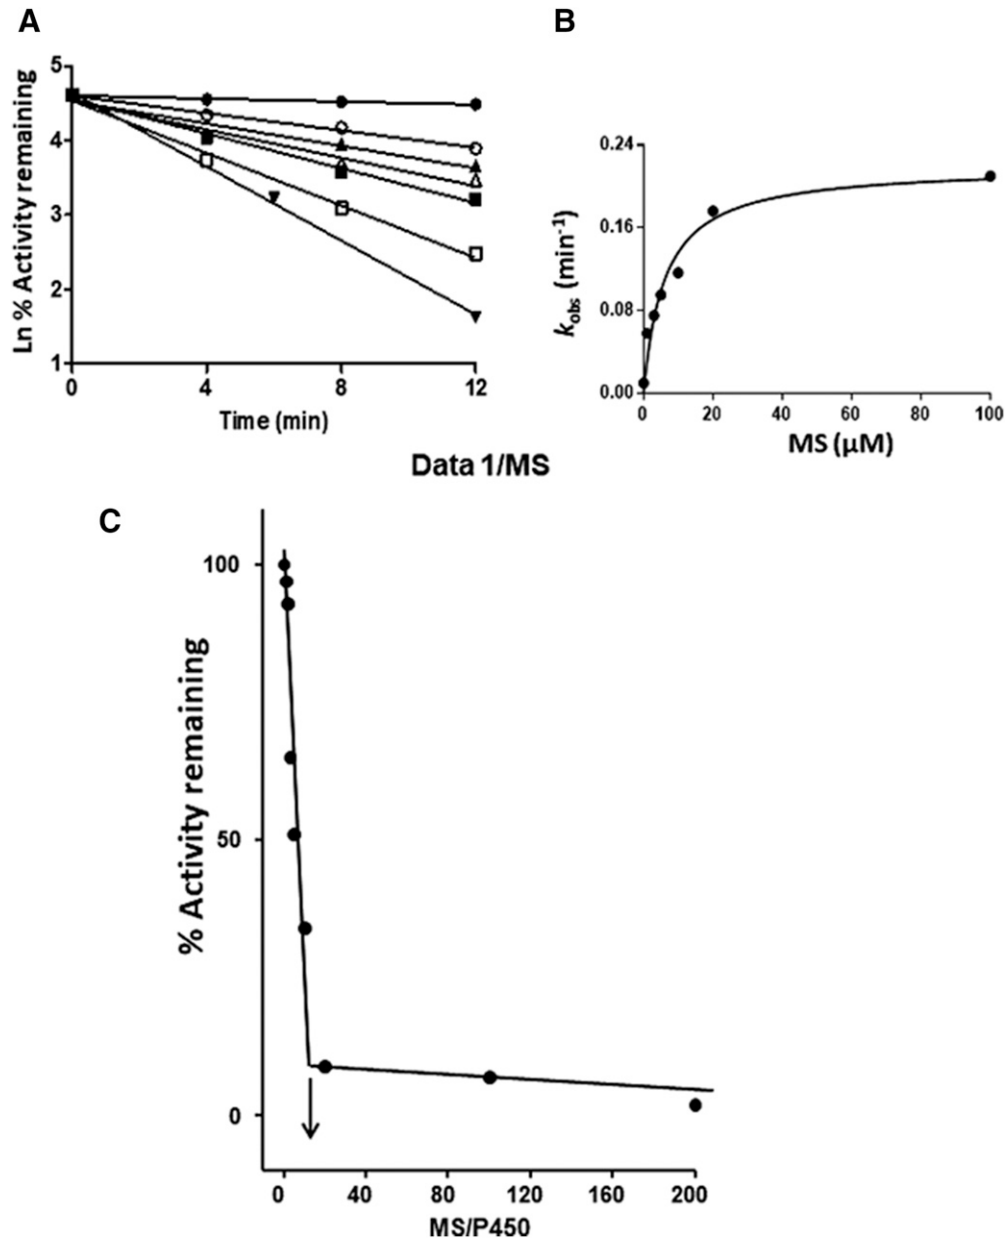 A
B
Ln % Activity remaining
5
4
3
2
1
0 4 8 12
Time (min)
kobs (min-1)
0.24
0.16
0.08
0.00
0 20 40 60 80 100
MS (µM)
Data 1/MS
C
% Activity remaining
100
50
0
0 40 80 120 160 200
MS/P450